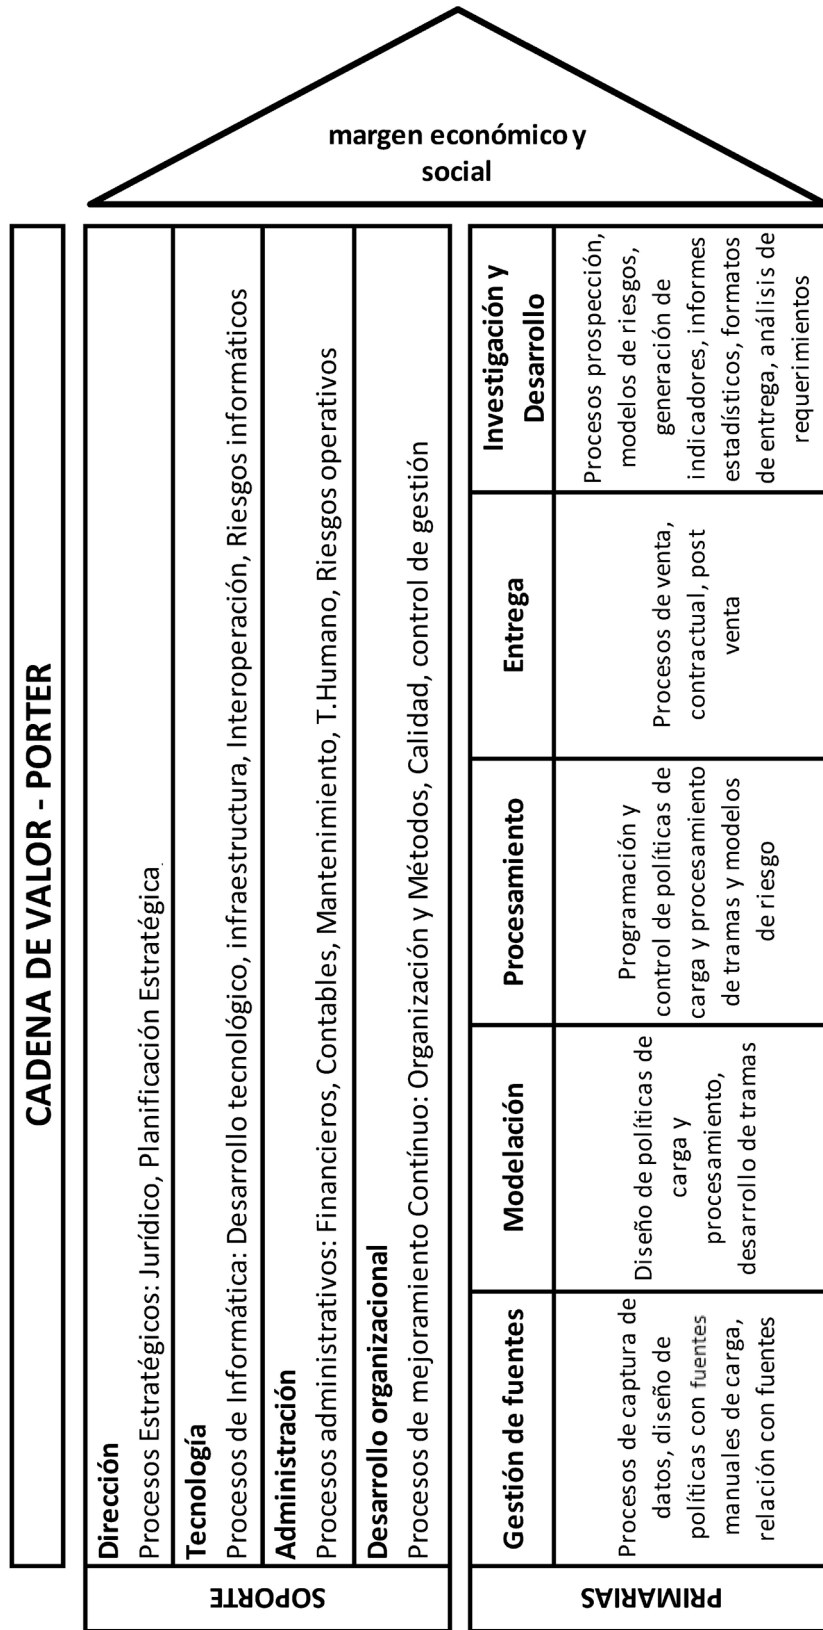 CADENA DE VALOR - PORTER
SOPORTE
Dirección
Procesos Estratégicos: Jurídico, Planificación Estratégica
Tecnología
Procesos de Informática: Desarrollo tecnológico, infraestructura, Interoperación, Riesgos informáticos
Administración
Procesos administrativos: Financieros, Contables, Mantenimiento, T.Humano, Riesgos operativos
Desarrollo organizacional
Procesos de mejoramiento Contínuo: Organización y Métodos, Calidad, control de gestión
PRIMARIAS
Gestión de fuentes
Procesos de captura de
datos, diseño de
políticas con fuentes
manuales de carga,
relación con fuentes
Modelación
Diseño de políticas de
carga y
procesamiento,
desarrollo de tramas
Procesamiento
Programación y
control de políticas de
carga y procesamiento
de tramas y modelos
de riesgo
Entrega
Procesos de venta,
contractual, post
venta
Investigación y
Desarrollo
Procesos prospección,
modelos de riesgos,
generación de
indicadores, informes
estadísticos, formatos
de entrega, análisis de
requerimientos
margen económico y
social